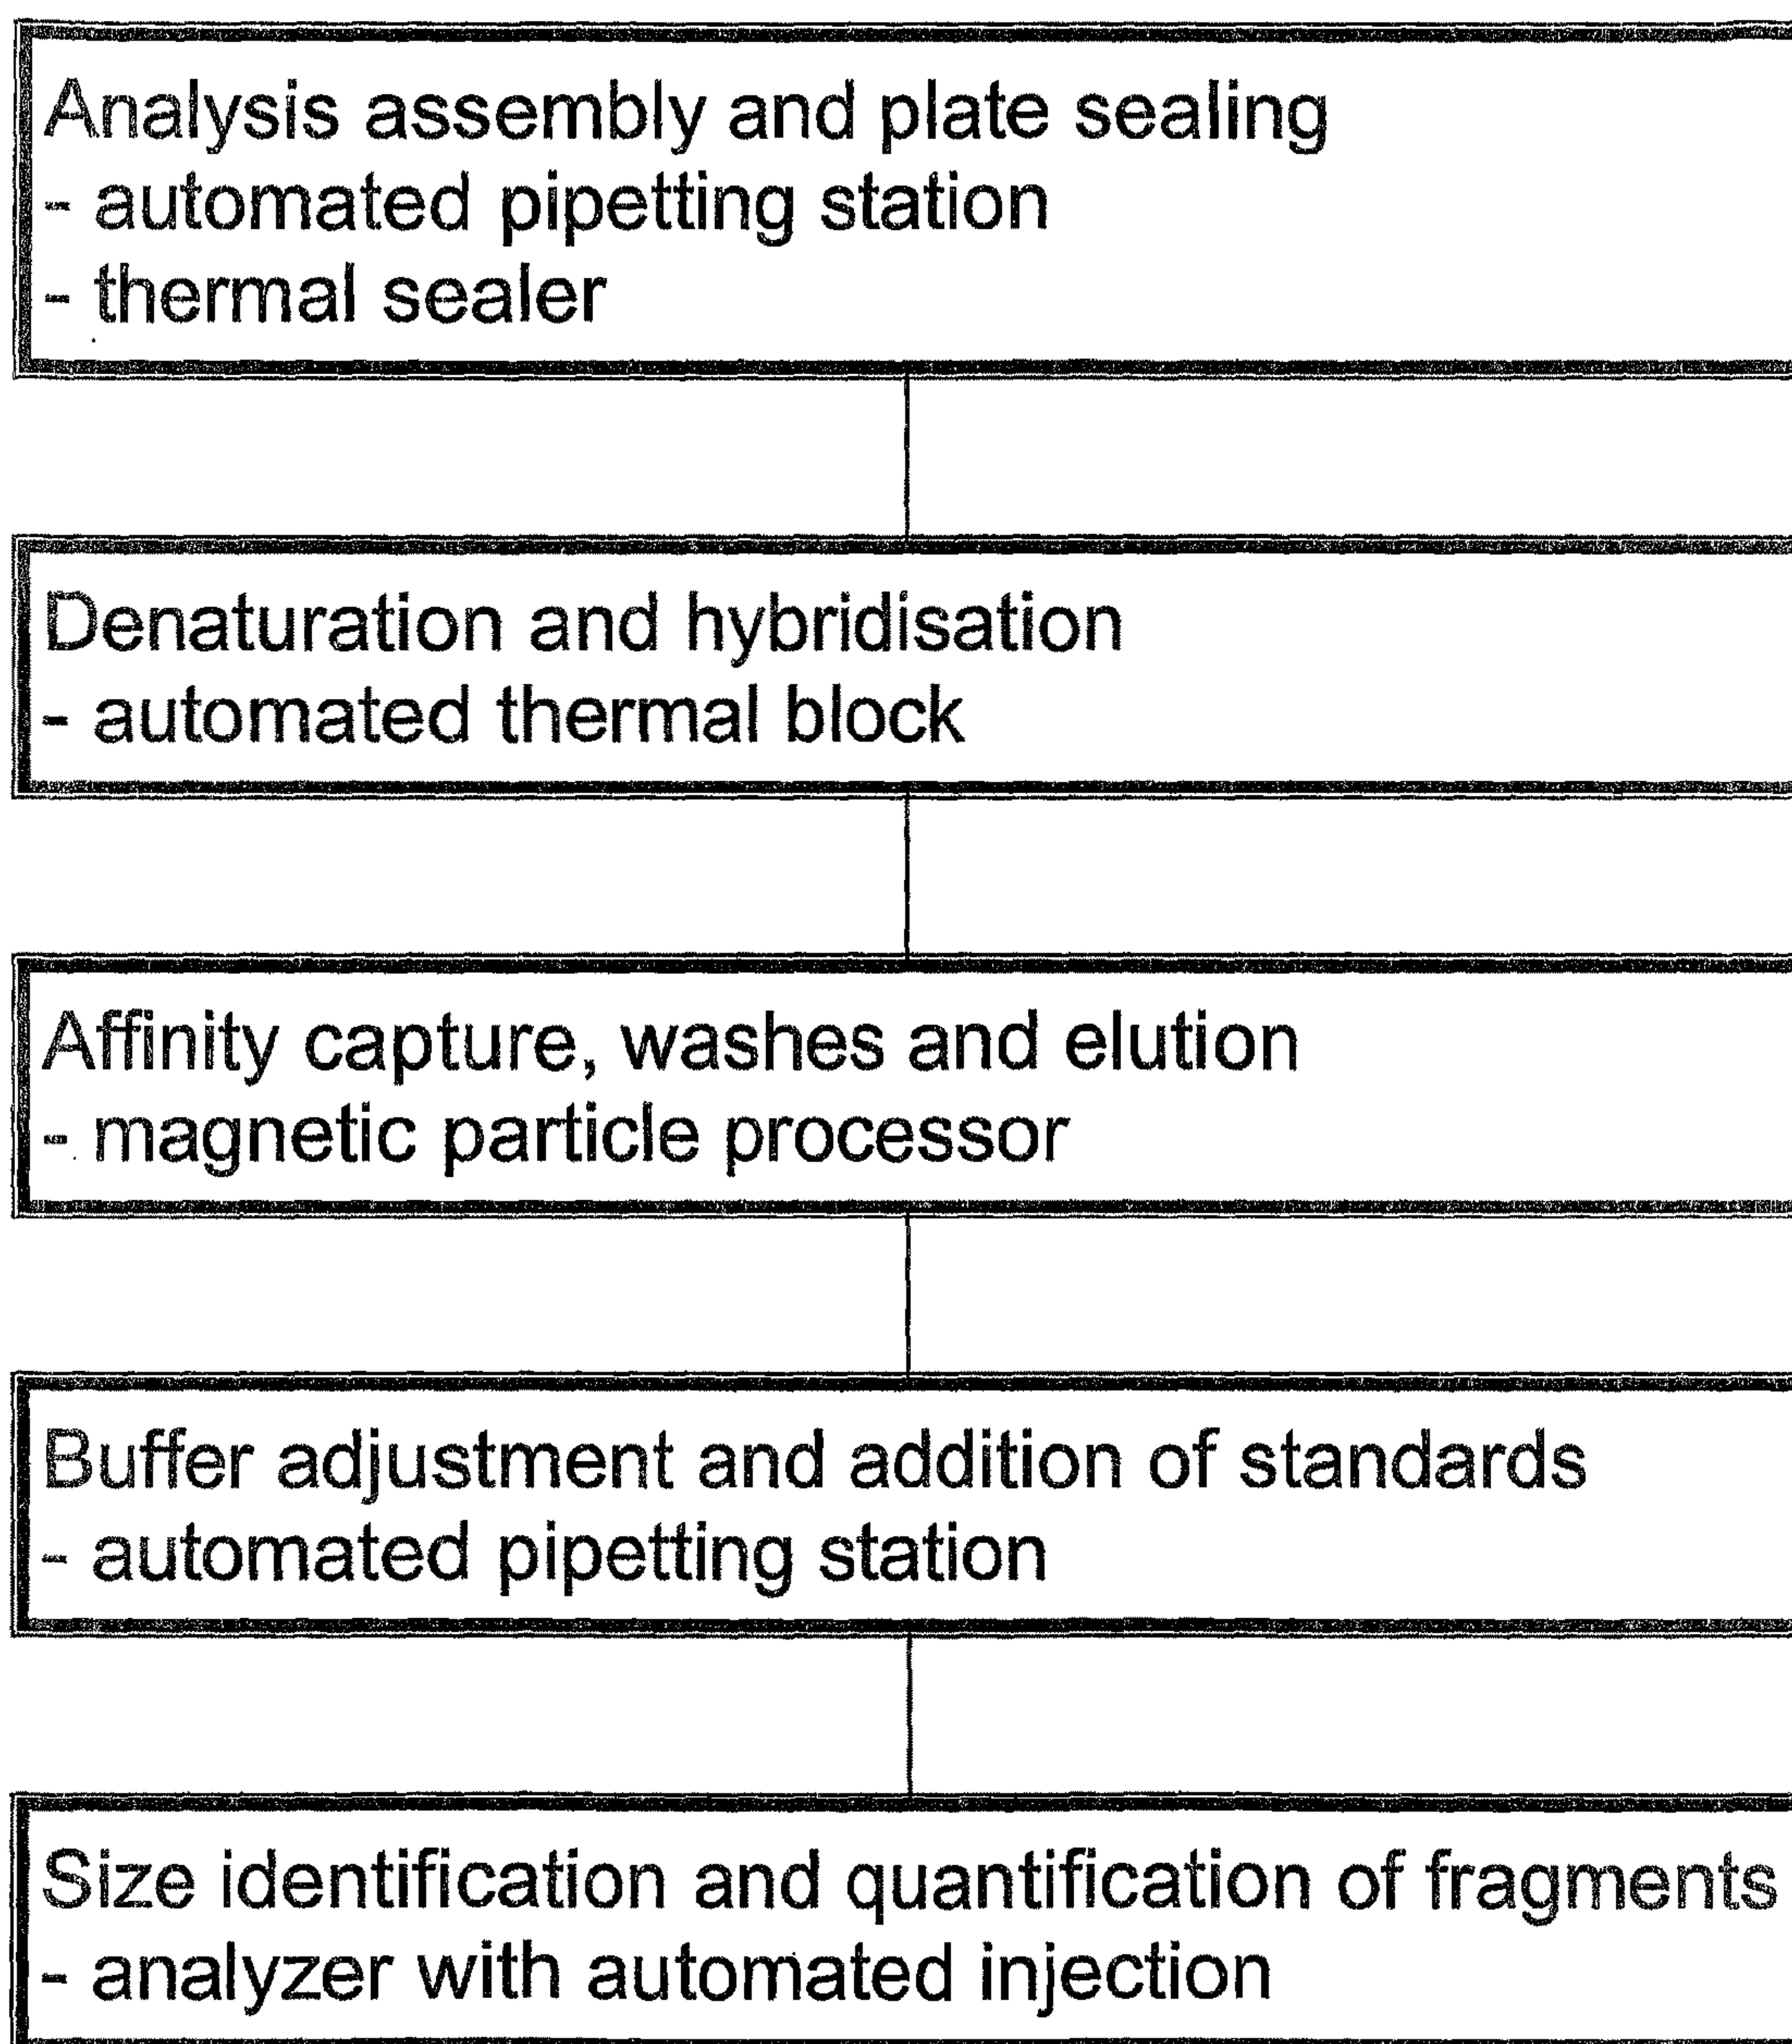 Analysis assembly and plate sealing
- automated pipetting station
- thermal sealer
Denaturation and hybridisation
- automated thermal block
Affinity capture, washes and elution
- magnetic particle processor
Buffer adjustment and addition of standards
- automated pipetting station
Size identification and quantification of fragments
- analyzer with automated injection